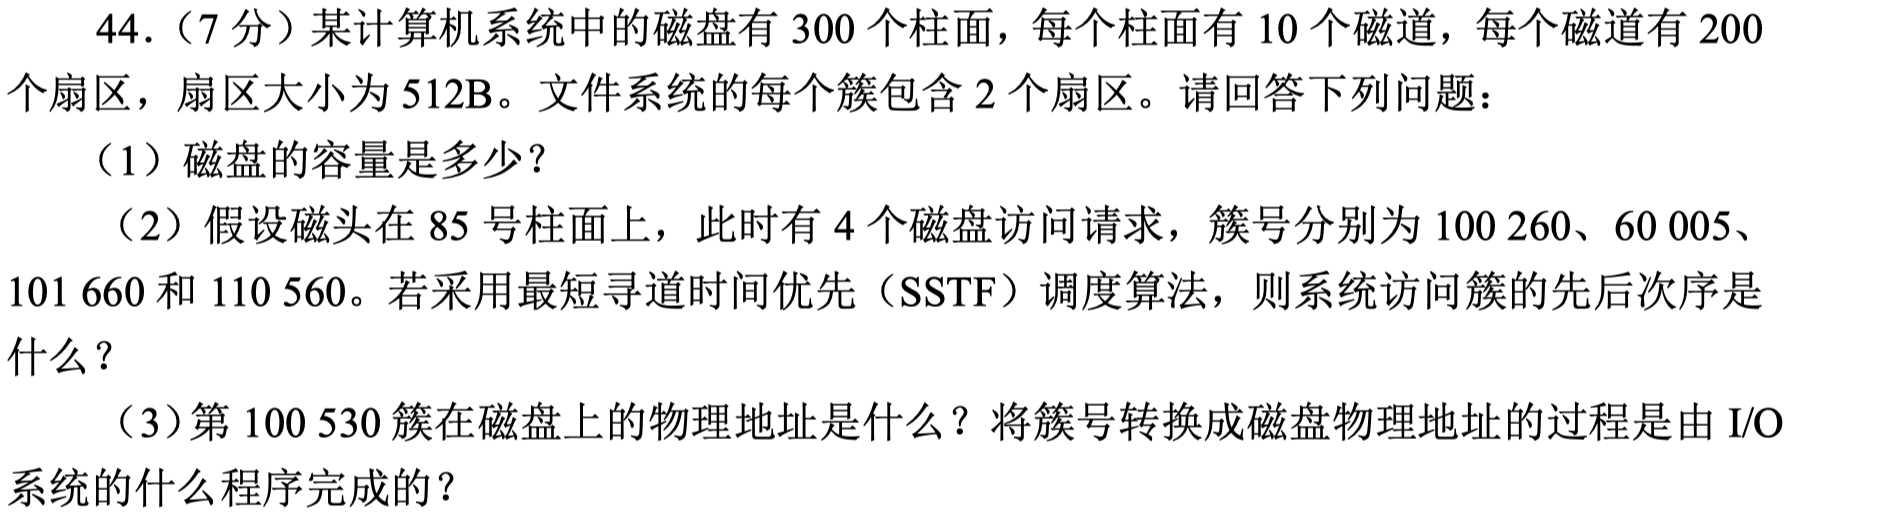 44.（7 分）某计算机系统中的磁盘有 300 个柱面，每个柱面有 10 个磁道，每个磁道有 200
个扇区，扇区大小为 512B。文件系统的每个簇包含 2 个扇区。请回答下列问题：
（1）磁盘的容量是多少？
（2）假设磁头在 85 号柱面上，此时有 4 个磁盘访问请求，簇号分别为 100 260、60 005、
101 660 和 110 560。若采用最短寻道时间优先（SSTF）调度算法，则系统访问簇的先后次序是
什么？
（3）第 100 530 簇在磁盘上的物理地址是什么？将簇号转换成磁盘物理地址的过程是由 I/O
系统的什么程序完成的？